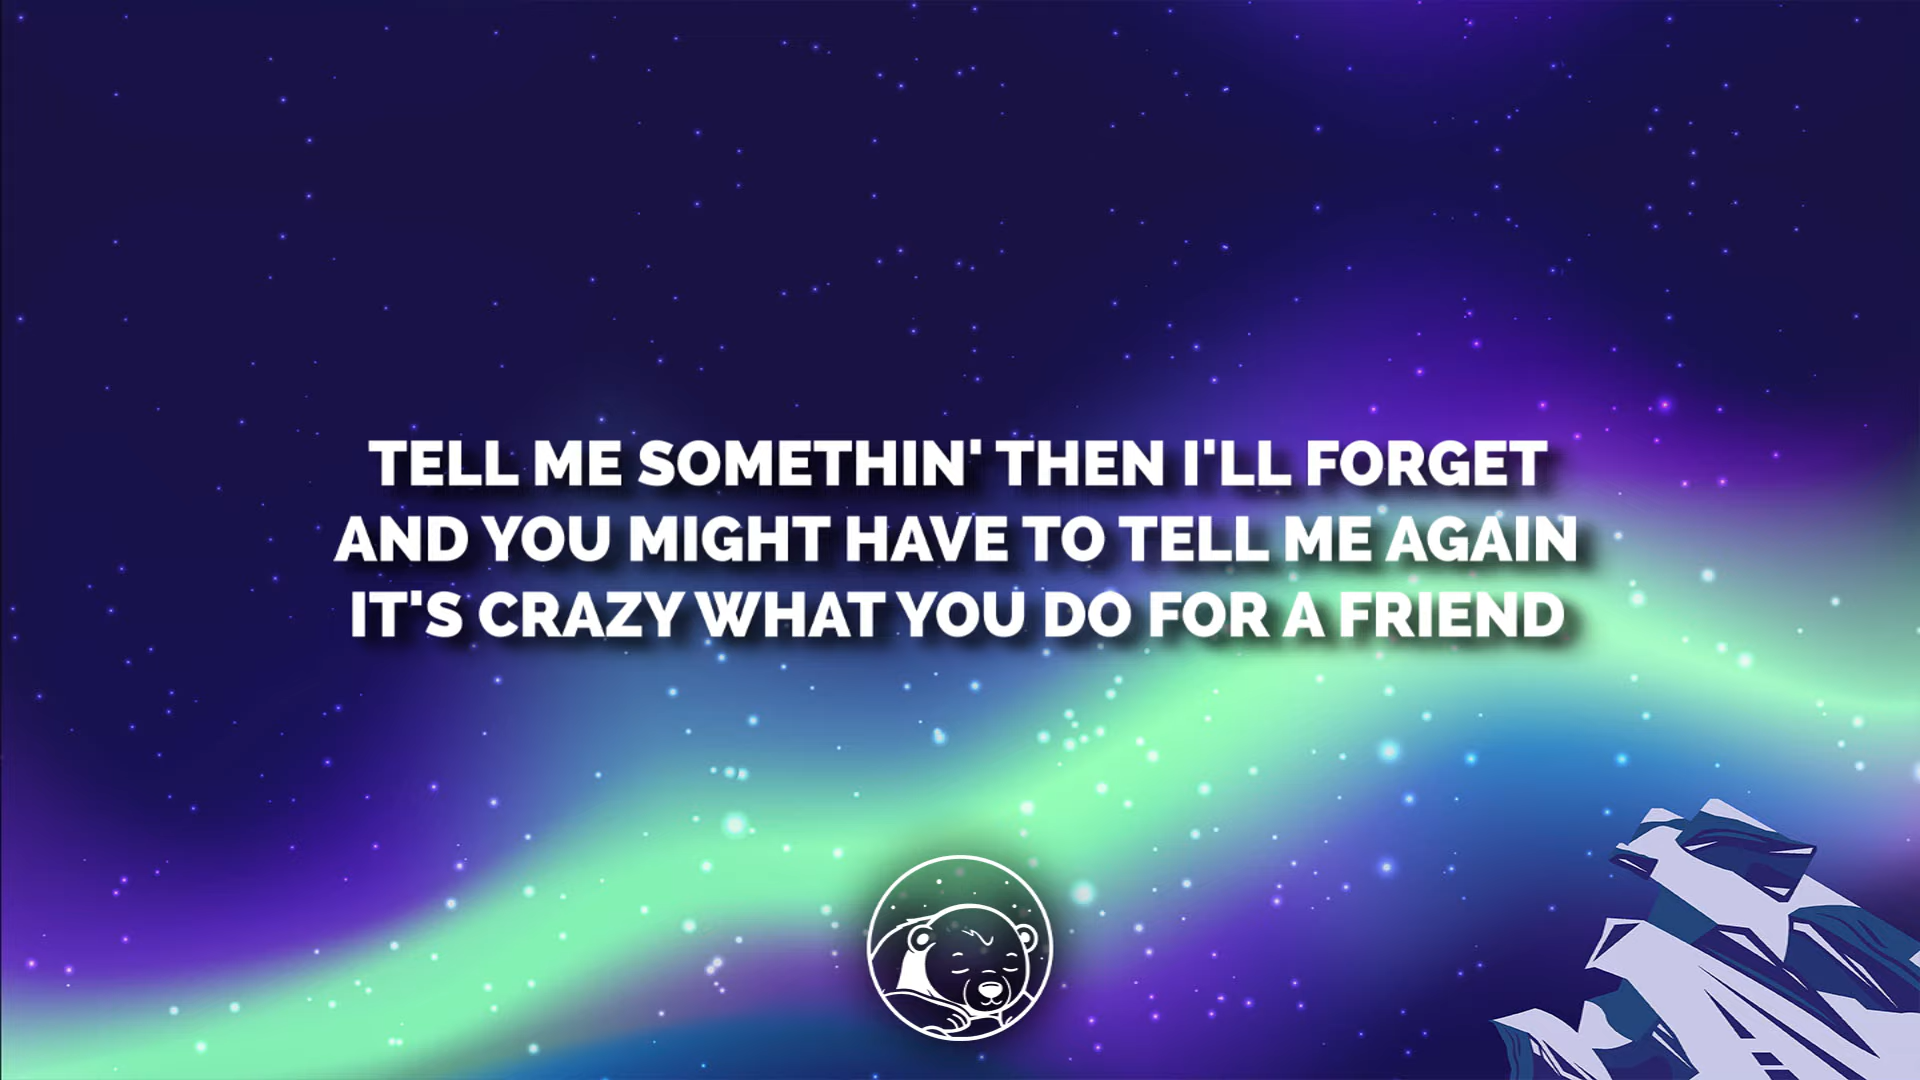 TELL ME SOMETHIN' THEN I'LL FORGET
AND YOU MIGHT HAVE TO TELL ME AGAIN
IT'S CRAZY WHAT YOU DO FOR A FRIEND